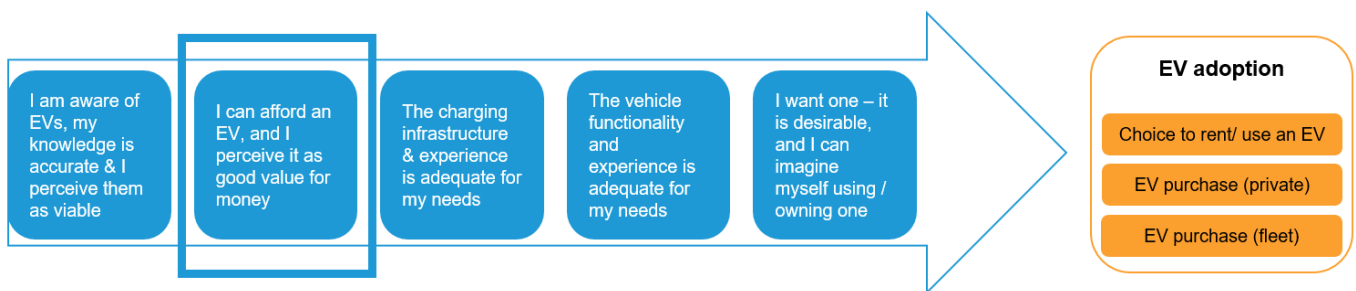 I am aware of
EVs, my
knowledge is
accurate & I
perceive them
as viable
I can afford an
EV, and I
perceive it as
good value for
money
The charging
infrastructure
& experience
is adequate for
my needs
The vehicle
functionality
and
experience is
adequate for
my needs
I want one – it
is desirable,
and I can
imagine
myself using /
owning one
EV adoption
Choice to rent/ use an EV
EV purchase (private)
EV purchase (fleet)